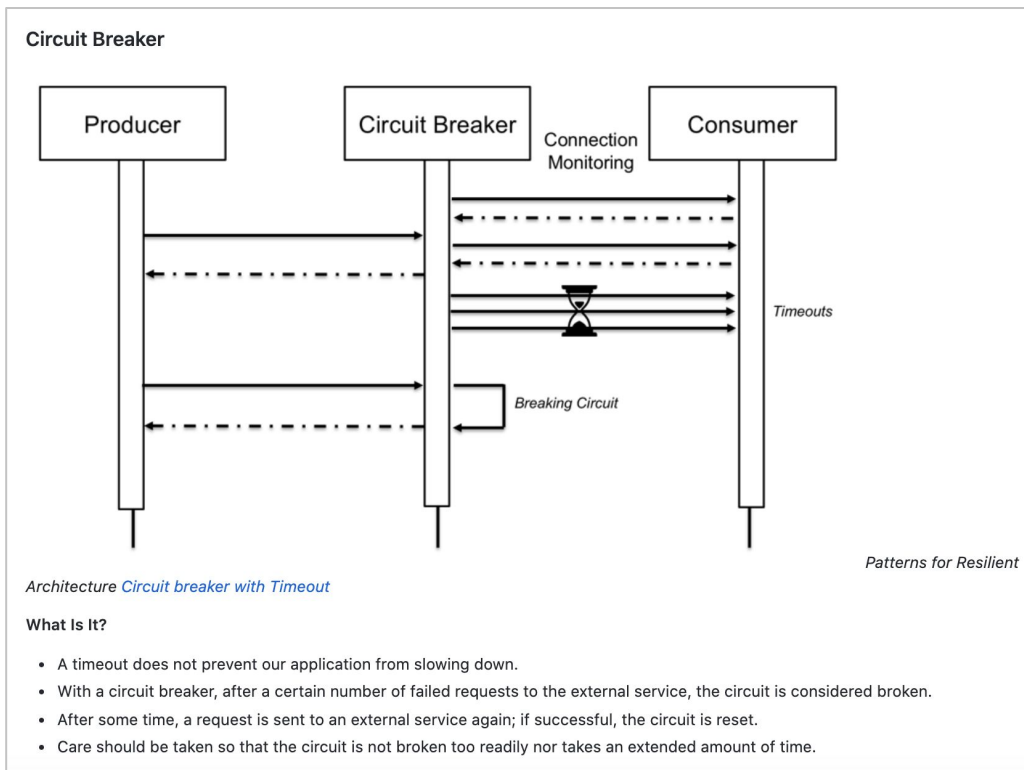 Circuit Breaker
Producer
Circuit Breaker
Consumer
Connection
Monitoring
Timeouts
Breaking Circuit
Patterns for Resilient
Architecture Circuit breaker with Timeout
What Is It?
• A timeout does not prevent our application from slowing down.
• With a circuit breaker, after a certain number of failed requests to the external service, the circuit is considered broken.
• After some time, a request is sent to an external service again; if successful, the circuit is reset.
• Care should be taken so that the circuit is not broken too readily nor takes an extended amount of time.